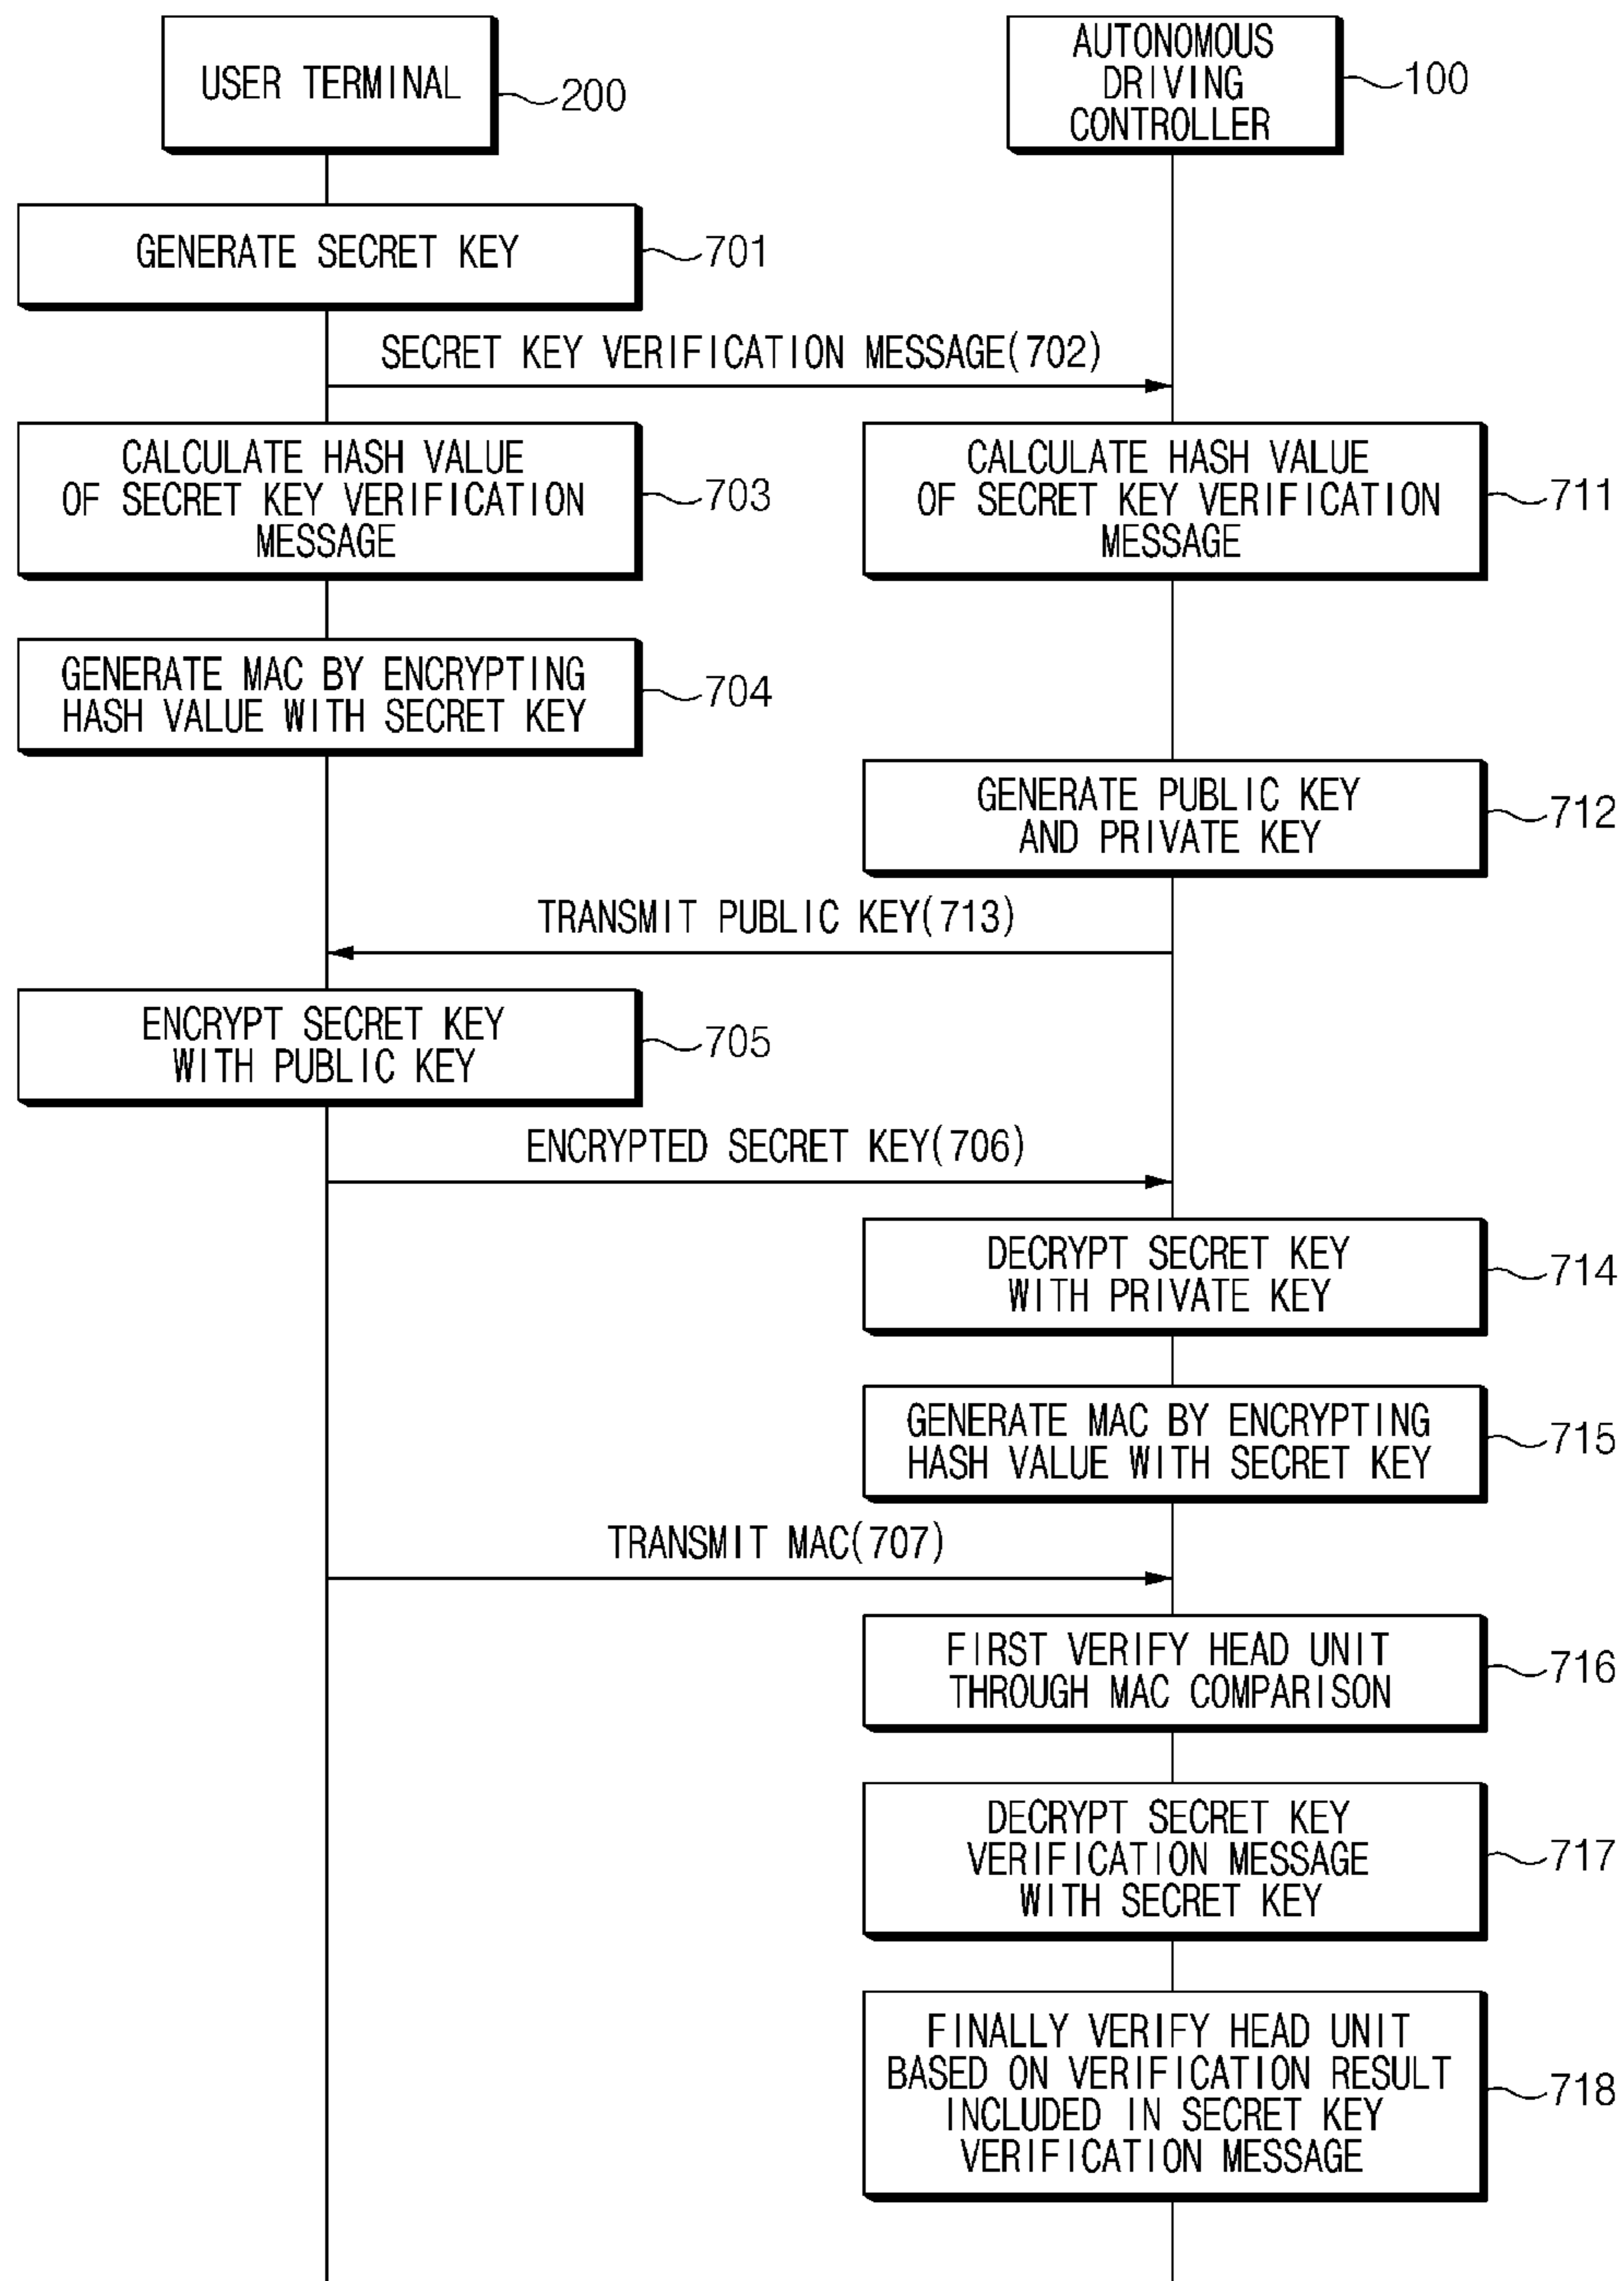 USER TERMINAL
200
AUTONOMOUS
DRIVING
CONTROLLER
100
GENERATE SECRET KEY
701
SECRET KEY VERIFICATION MESSAGE(702)
CALCULATE HASH VALUE
OF SECRET KEY VERIFICATION
MESSAGE
703
CALCULATE HASH VALUE
OF SECRET KEY VERIFICATION
MESSAGE
711
GENERATE MAC BY ENCRYPTING
HASH VALUE WITH SECRET KEY
704
GENERATE PUBLIC KEY
AND PRIVATE KEY
712
TRANSMIT PUBLIC KEY(713)
ENCRYPT SECRET KEY
WITH PUBLIC KEY
705
ENCRYPTED SECRET KEY(706)
DECRYPT SECRET KEY
WITH PRIVATE KEY
714
GENERATE MAC BY ENCRYPTING
HASH VALUE WITH SECRET KEY
715
TRANSMIT MAC(707)
FIRST VERIFY HEAD UNIT
THROUGH MAC COMPARISON
716
DECRYPT SECRET KEY
VERIFICATION MESSAGE
WITH SECRET KEY
717
FINALLY VERIFY HEAD UNIT
BASED ON VERIFICATION RESULT
INCLUDED IN SECRET KEY
VERIFICATION MESSAGE
718